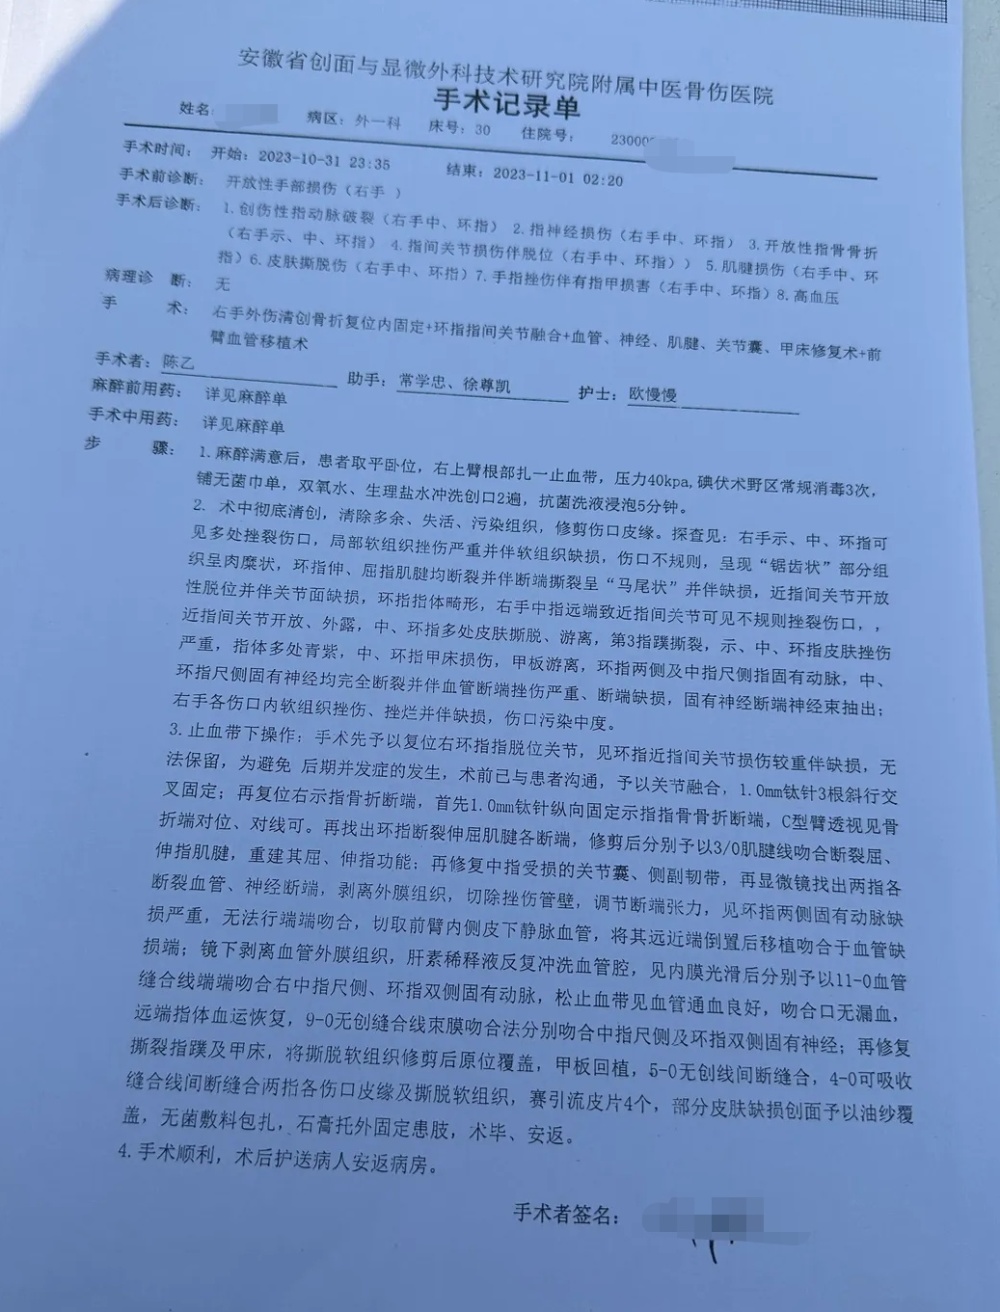 安徽省创面与显微外科技术研究院附属中医骨伤医院
手术记录单
姓名: 病区: 外一科 床号: 30 住院号: 23000
手术时间: 开始: 2023-10-31 23:35 结束: 2023-11-01 02:20
手术前诊断: 开放性手部损伤（右手 ）
手术后诊断: 1.创伤性指动脉破裂（右手中、环指） 2.指神经损伤（右手中、环指） 3.开放性指骨骨折
（右手示、中、环指） 4.指间关节损伤伴脱位（右手中、环指）） 5.肌腱损伤（右手中、环
指）6.皮肤撕脱伤（右手中、环指）7.手指挫伤伴有指甲损害（右手中、环指）8.高血压
病理诊 断: 无
手 术: 右手外伤清创骨折复位内固定+环指指间关节融合+血管、神经、肌腱、关节囊、甲床修复术+前
臂血管移植术
手术者: 陈乙 助手: 常学忠、徐尊凯 护士: 欧慢慢
麻醉前用药: 详见麻醉单
手术中用药: 详见麻醉单
步 骤: 1.麻醉满意后，患者取平卧位，右上臂根部扎一止血带，压力40kpa,碘伏术野区常规消毒3次，
铺无菌巾单，双氧水、生理盐水冲洗创口2遍，抗菌洗液浸泡5分钟。
2. 术中彻底清创，清除多余、失活、污染组织，修剪伤口皮缘。探查见：右手示、中、环指可
见多处挫裂伤口，局部软组织挫伤严重并伴软组织缺损，伤口不规则，呈现“锯齿状”部分组
织呈肉糜状，环指伸、屈指肌腱均断裂并伴断端撕裂呈“马尾状”并伴缺损，近指间关节开放
性脱位并伴关节面缺损，环指指体畸形，右手中指远端致近指间关节可见不规则挫裂伤口，，
近指间关节开放、外露，中、环指多处皮肤撕脱、游离，第3指蹼撕裂，示、中、环指皮肤挫伤
严重，指体多处青紫，中、环指甲床损伤，甲板游离，环指两侧及中指尺侧指固有动脉，中、
环指尺侧固有神经均完全断裂并伴血管断端挫伤严重、断端缺损，固有神经断端神经束抽出；
右手各伤口内软组织挫伤、挫烂并伴缺损，伤口污染中度。
3.止血带下操作；手术先予以复位右环指指脱位关节，见环指近指间关节损伤较重伴缺损，无
法保留，为避免 后期并发症的发生，术前已与患者沟通，予以关节融合，1.0mm钛针3根斜行交
叉固定；再复位右示指骨折断端，首先1.0mm钛针纵向固定示指指骨骨折断端，C型臂透视见骨
折端对位、对线可。再找出环指断裂伸屈肌腱各断端，修剪后分别予以3/0肌腱线吻合断裂屈、
伸指肌腱，重建其屈、伸指功能；再修复中指受损的关节囊、侧副韧带，再显微镜找出两指各
断裂血管、神经断端，剥离外膜组织，切除挫伤管壁，调节断端张力，见环指两侧固有动脉缺
损严重，无法行端端吻合，切取前臂内侧皮下静脉血管，将其远近端倒置后移植吻合于血管缺
损端；镜下剥离血管外膜组织，肝素稀释液反复冲洗血管腔，见内膜光滑后分别予以11-0血管
缝合线端端吻合右中指尺侧、环指双侧固有动脉，松止血带见血管通血良好，吻合口无漏血，
远端指体血运恢复，9-0无创缝合线束膜吻合法分别吻合中指尺侧及环指双侧固有神经；再修复
撕裂指蹼及甲床，将撕脱软组织修剪后原位覆盖，甲板回植，5-0无创线间断缝合，4-0可吸收
缝合线间断缝合两指各伤口皮缘及撕脱软组织，赛引流皮片4个，部分皮肤缺损创面予以油纱覆
盖，无菌敷料包扎，石膏托外固定患肢，术毕、安返。
4.手术顺利，术后护送病人安返病房。
手术者签名: